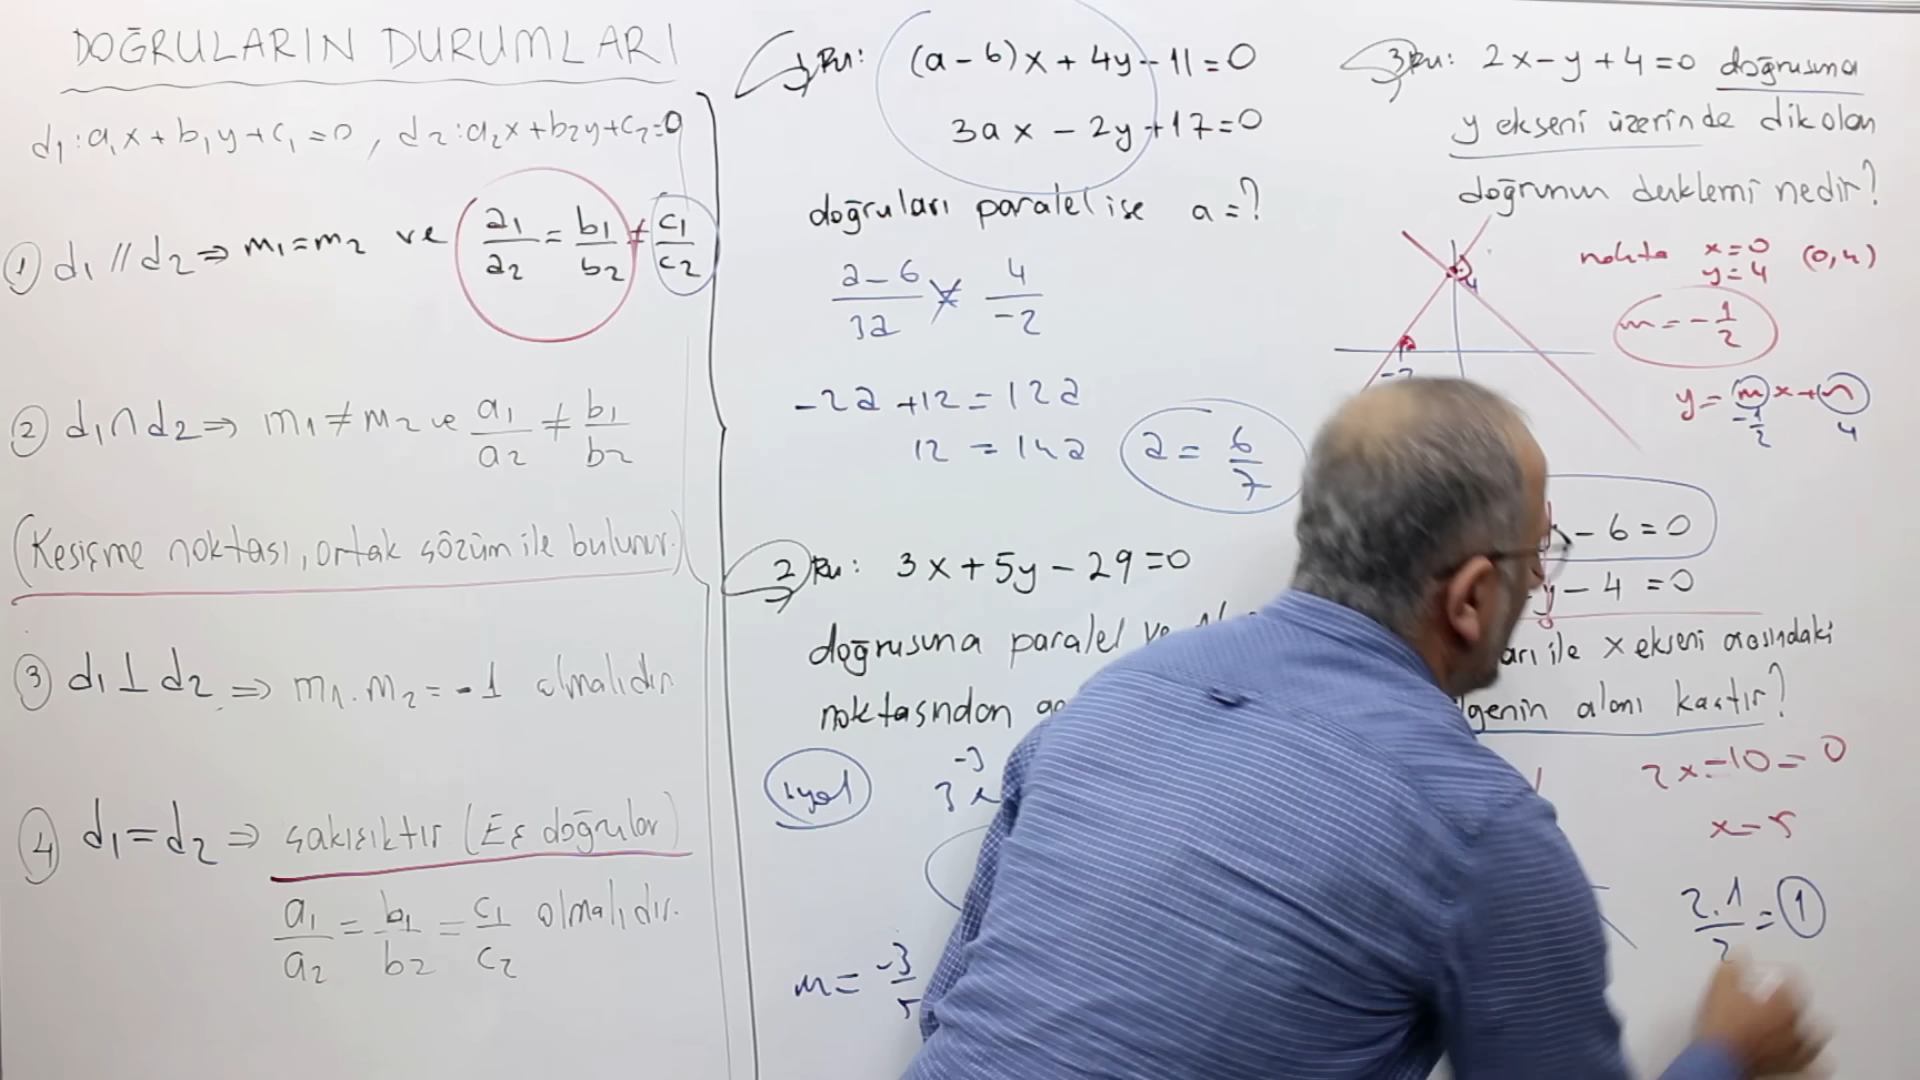 DOĞRULARIN DURUMLARI
d1: a1x + b1y + c1 = 0, d2: a2x + b2y + c2 = 0
① d1 // d2 ⇒ m1 = m2 ve a1/a2 = b1/b2 ≠ c1/c2
② d1 ∩ d2 ⇒ m1 ≠ m2 ve a1/a2 ≠ b1/b2
(Kesişme noktası, ortak çözüm ile bulunur.)
③ d1 ⊥ d2 ⇒ m1 . m2 = -1 olmalıdır
④ d1 = d2 ⇒ çakışıktır (Eş doğrular)
a1/a2 = b1/b2 = c1/c2 olmalıdır.
1 (a - 6)x + 4y - 11 = 0
3ax - 2y + 17 = 0
doğruları paralel ise a = ?
a - 6/3a 4/-2
-2a + 12 = 12a
12 = 14a
a = 6/7
2 3x + 5y - 29 = 0
doğrusuna paralel ve
noktasından
1.yol
-3
3x
m = -3/5
3 2x - y + 4 = 0 doğrusuna
y ekseni üzerinde dik olan
doğrunun denklemi nedir?
nokta x = 0 (0,4)
y = 4
4
-2
m = -1/2
y = mx + n
-1/2 4
- 6 = 0
y - 4 = 0
0
arı ile x ekseni arasındaki
lgenin alanı kaçtır?
2x - 10 = 0
x = 5
2.1/2 = 1